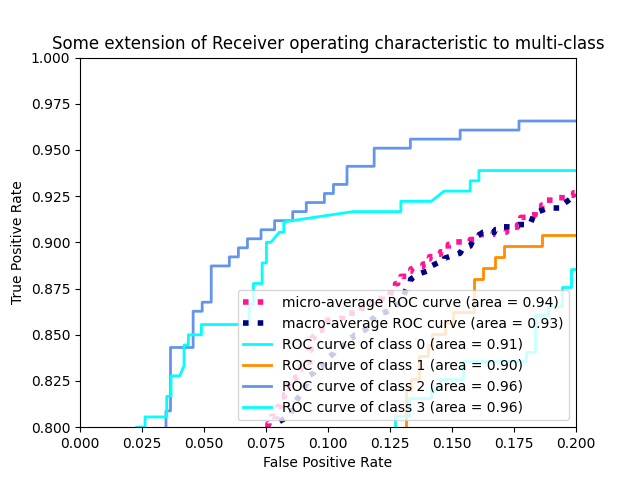 Some extension of Receiver operating characteristic to multi-class
1.000
0.975
0.950
0.925
0.900
0.875
0.850
0.825
0.800
True Positive Rate
micro-average ROC curve (area = 0.94)
macro-average ROC curve (area = 0.93)
ROC curve of class 0 (area = 0.91)
ROC curve of class 1 (area = 0.90)
ROC curve of class 2 (area = 0.96)
ROC curve of class 3 (area = 0.96)
0.000 0.025 0.050 0.075 0.100 0.125 0.150 0.175 0.200
False Positive Rate